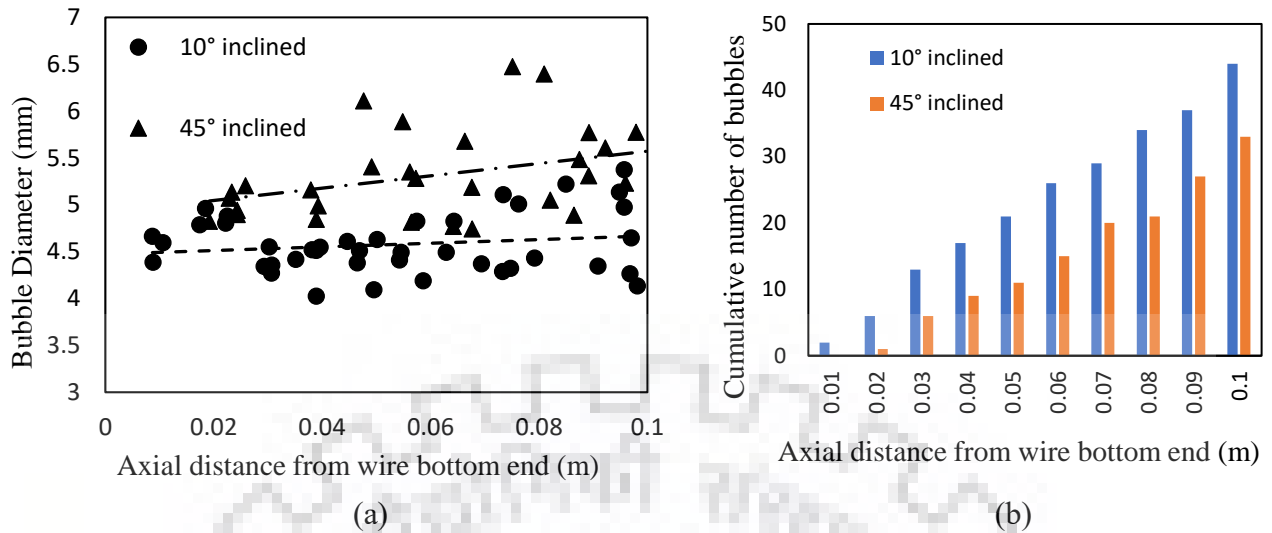 7
6.5
6
5.5
5
4.5
4
3.5
3
10° inclined
45° inclined
Bubble Diameter (mm)
0 0.02 0.04 0.06 0.08 0.1
Axial distance from wire bottom end (m)
(a)
50
40
30
20
10
0
10° inclined
45° inclined
Cumulative number of bubbles
0.01 0.02 0.03 0.04 0.05 0.06 0.07 0.08 0.09 0.1
Axial distance from wire bottom end (m)
(b)